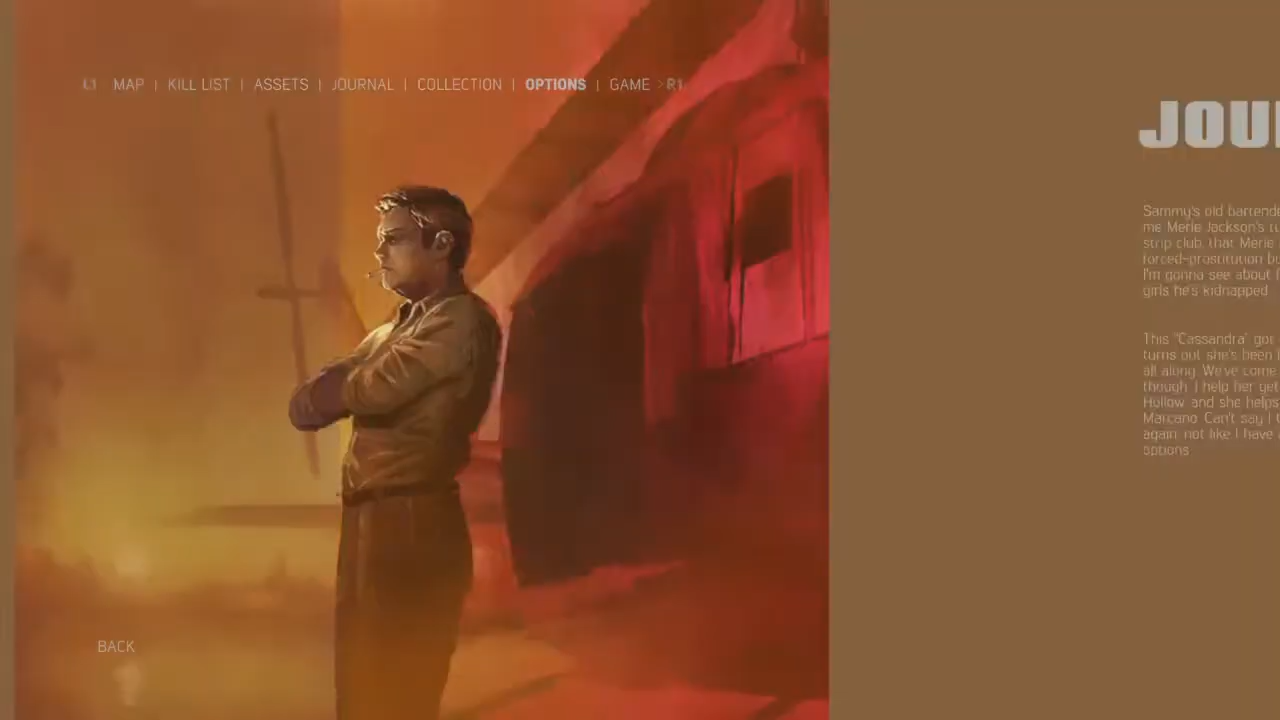 L1 MAP | KILL LIST | ASSETS | JOURNAL | COLLECTION | OPTIONS | GAME > R1
JOU
Sammy's old bartend
me Merle Jackson's
strip club, that Merle
forced-prostitution
I'm gonna see about
girls he's kidnapped
This "Cassandra" got
turns out she's been
all along. We've come
though. I help her get
Hollow, and she helps
Marcano. Can't say I
again, not like I have
options
BACK